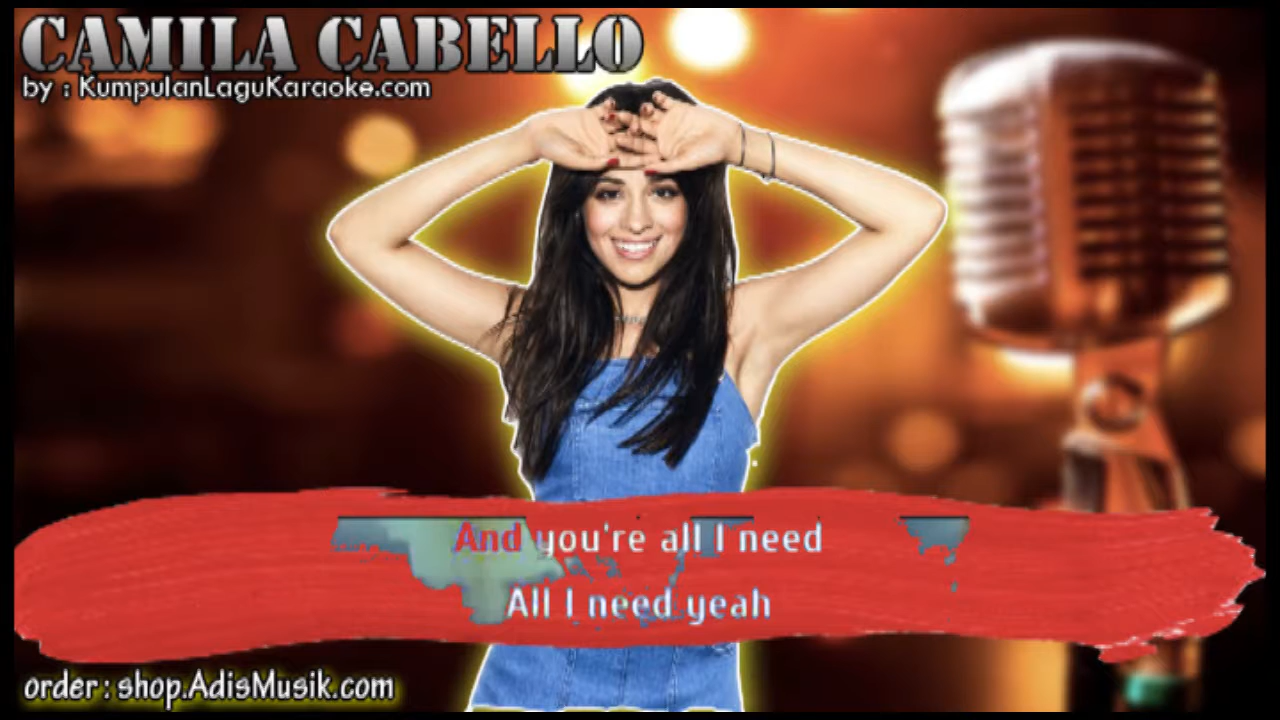 CAMILA CABELLO
by : KumpulanLaguKaraoke.com
And you're all I need
All I need yeah
order : shop.AdisMusik.com